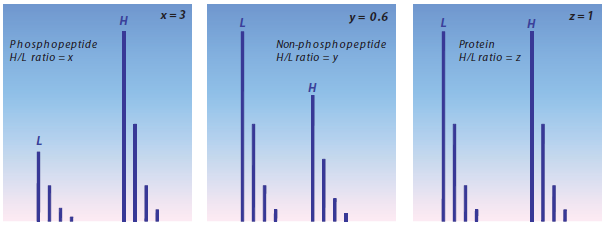 x = 3
H
Phosphopeptide
H/L ratio = x
L
y = 0.6
L
Non-phosphopeptide
H/L ratio = y
H
z = 1
L
H
Protein
H/L ratio = z